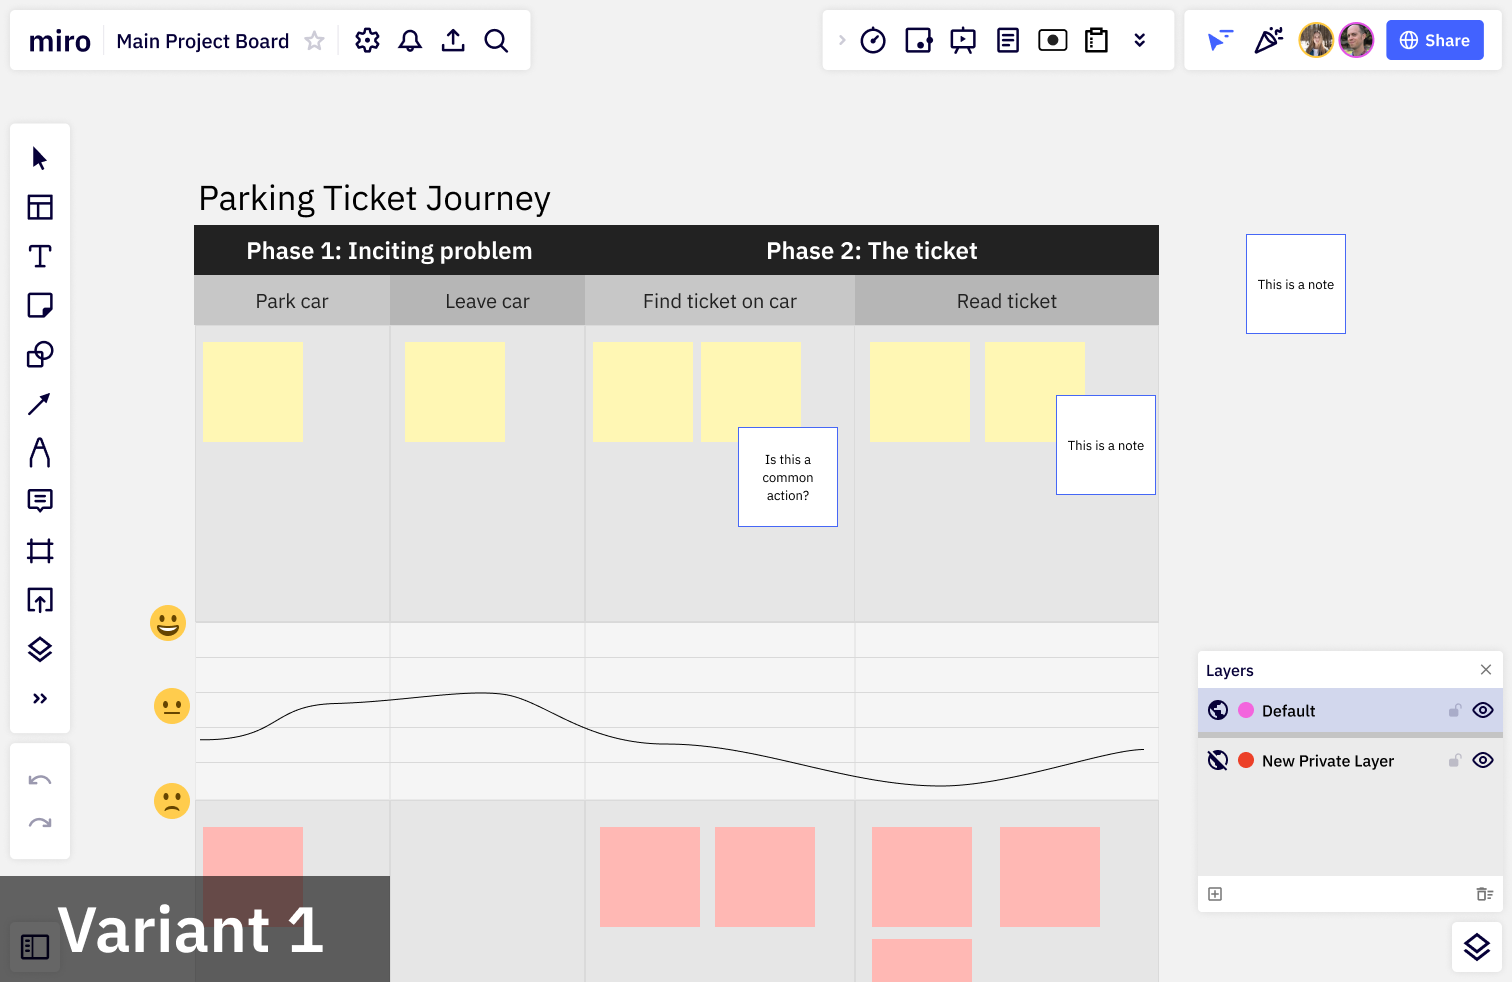 miro
Main Project Board
Share
Parking Ticket Journey
Phase 1: Inciting problem
Phase 2: The ticket
Park car
Leave car
Find ticket on car
Read ticket
This is a note
This is a note
Is this a
common
action?
Layers
Default
New Private Layer
Variant 1